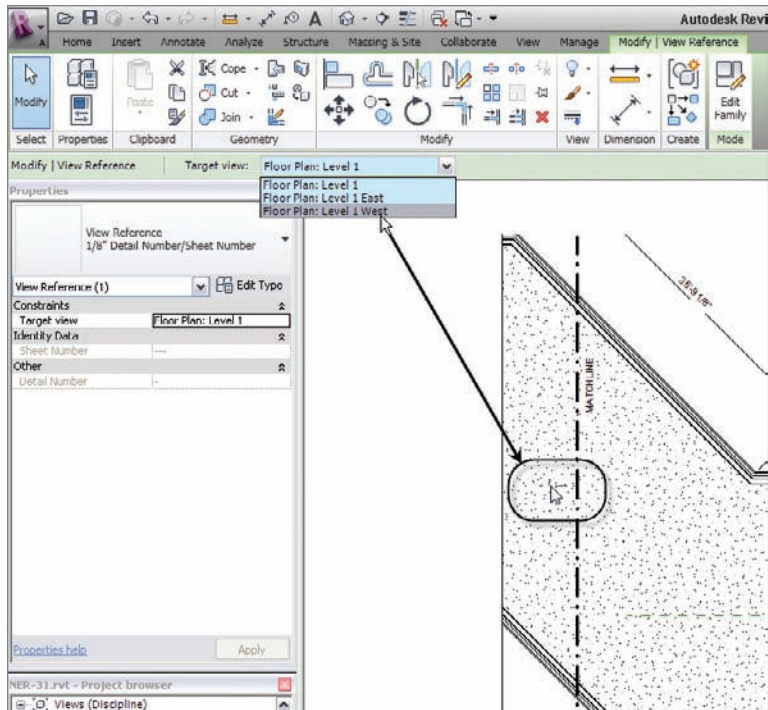 Autodesk Revi
Home Insert Annotate Analyze Structure Massing & Site Collaborate View Manage Modify | View Reference
Modify Paste Cope Cut Join Edit Family
Select Properties Clipboard Geometry Modify View Dimension Create Mode
Modify | View Reference Target view: Floor Plan: Level 1
Floor Plan: Level 1
Floor Plan: Level 1 East
Floor Plan: Level 1 West
Properties
View Reference
1/8" Detail Number/Sheet Number
View Reference (1) Edit Type
Constraints
Target view Floor Plan: Level 1
Identity Data
Sheet Number ---
Other
Detail Number -
Properties help Apply
NER-31.rvt - Project browser
Views (Discipline)
MATCHLINE